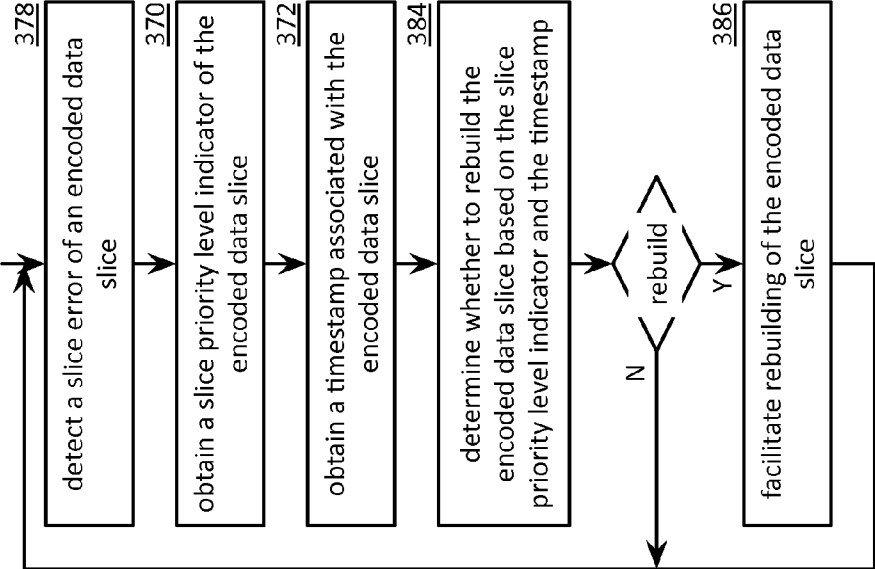 378
detect a slice error of an encoded data
slice
370
obtain a slice priority level indicator of the
encoded data slice
372
obtain a timestamp associated with the
encoded data slice
384
determine whether to rebuild the
encoded data slice based on the slice
priority level indicator and the timestamp
rebuild
N
Y
386
facilitate rebuilding of the encoded data
slice